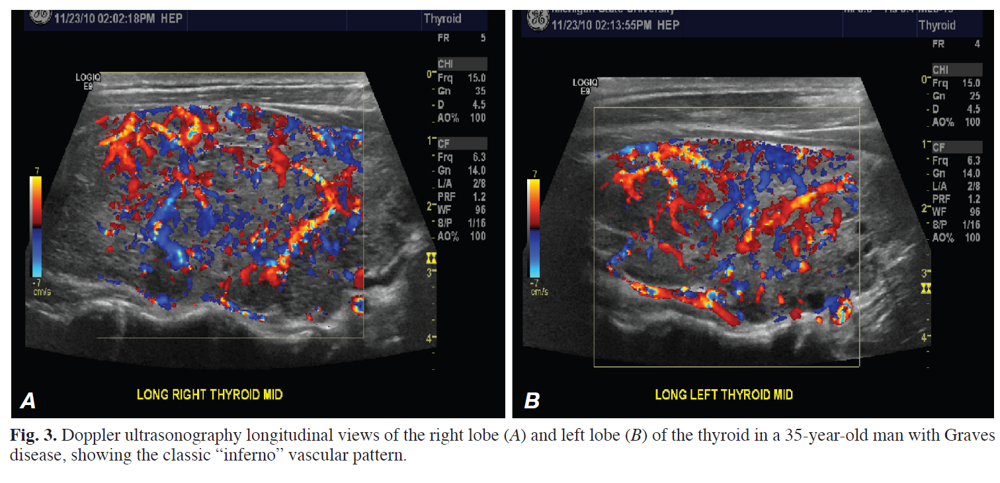 11/23/10 02:02:18PM HEP
Thyroid
FR 5
LOGIQ
E9
CHI
Frq 15.0
Gn 35
D 4.5
AO% 100
CF
Frq 6.3
Gn 14.0
L/A 2/8
PRF 1.2
WF 96
S/P 1/16
AO% 100
0
1
2
3
4
7
-7
cm/s
A
LONG RIGHT THYROID MID
Michigan State University
11/23/10 02:13:55PM HEP
Thyroid
FR 4
LOGIQ
E9
CHI
Frq 15.0
Gn 25
D 4.5
AO% 100
CF
Frq 6.3
Gn 14.0
L/A 2/8
PRF 1.2
WF 96
S/P 1/16
AO% 100
0
1
2
3
4
7
-7
cm/s
B
LONG LEFT THYROID MID
Fig. 3. Doppler ultrasonography longitudinal views of the right lobe (A) and left lobe (B) of the thyroid in a 35-year-old man with Graves
disease, showing the classic “inferno” vascular pattern.